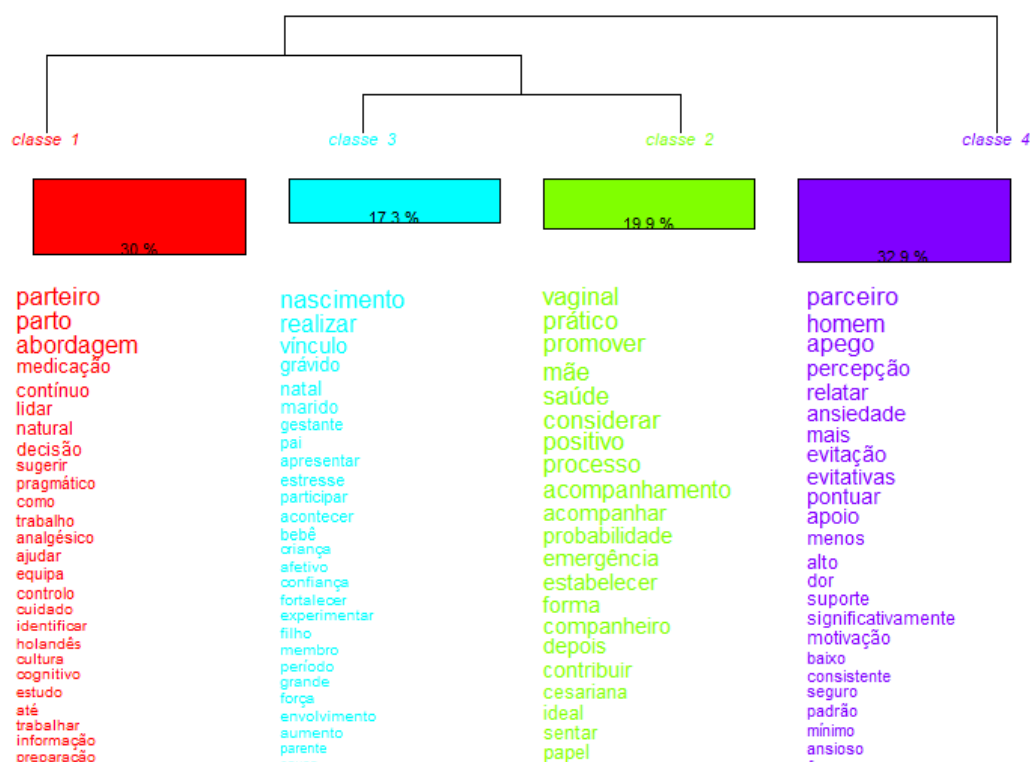 classe 1
classe 3
classe 2
classe 4
30 %
17.3 %
19.9 %
32.9 %
parteiro
parto
abordagem
medicação
contínuo
lidar
natural
decisão
sugerir
pragmático
como
trabalho
analgésico
ajudar
equipa
controlo
cuidado
identificar
holandês
cultura
cognitivo
estudo
até
trabalhar
informação
preparação
nascimento
realizar
vínculo
grávido
natal
marido
gestante
pai
apresentar
estresse
participar
acontecer
bebê
criança
afetivo
confiança
fortalecer
experimentar
filho
membro
período
grande
força
envolvimento
aumento
parente
vaginal
prático
promover
mãe
saúde
considerar
positivo
processo
acompanhamento
acompanhar
probabilidade
emergência
estabelecer
forma
companheiro
depois
contribuir
cesariana
ideal
sentar
papel
parceiro
homem
apego
percepção
relatar
ansiedade
mais
evitação
evitativas
pontuar
apoio
menos
alto
dor
suporte
significativamente
motivação
baixo
consistente
seguro
padrão
mínimo
ansioso